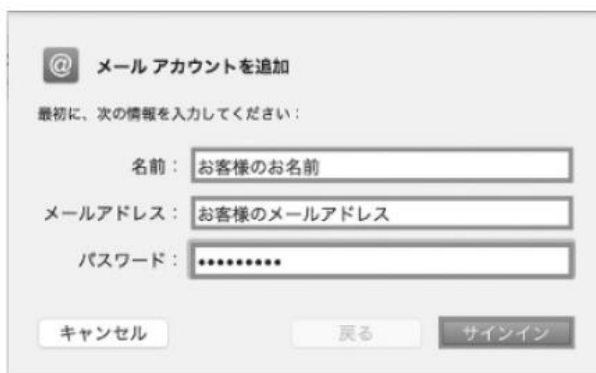 @ メール アカウントを追加
最初に、次の情報を入力してください：
名前： お客様のお名前
メールアドレス： お客様のメールアドレス
パスワード： •••••••••
キャンセル 戻る サインイン